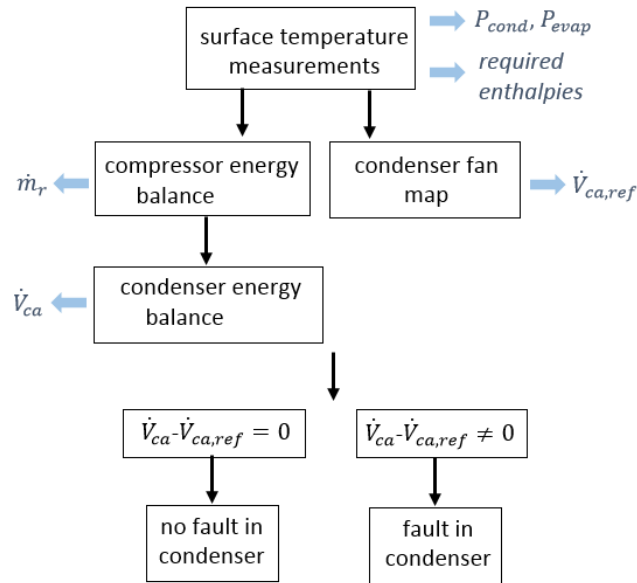 surface temperature
measurements
P_cond, P_evap
required
enthalpies
compressor energy
balance
ṁ_r
condenser fan
map
V̇_ca,ref
condenser energy
balance
V̇_ca
V̇_ca-V̇_ca,ref = 0
V̇_ca-V̇_ca,ref ≠ 0
no fault in
condenser
fault in
condenser